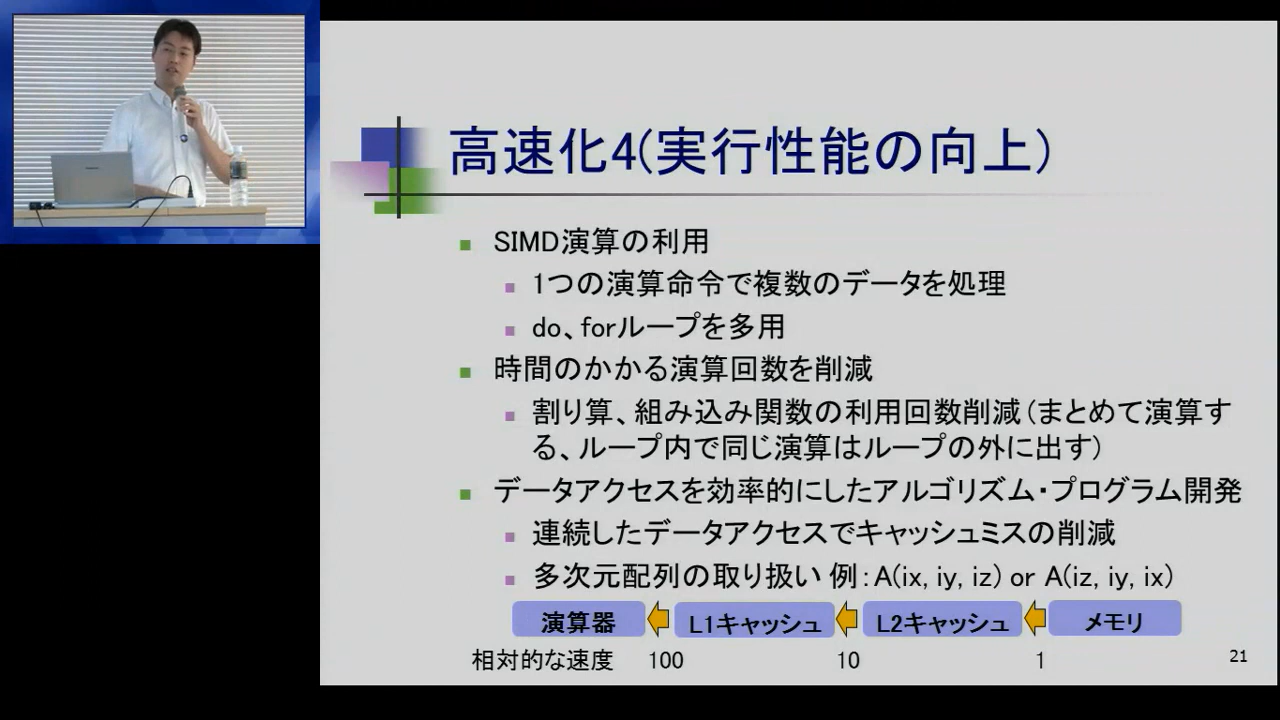 高速化4(実行性能の向上)
SIMD演算の利用
1つの演算命令で複数のデータを処理
do、forループを多用
時間のかかる演算回数を削減
割り算、組み込み関数の利用回数削減(まとめて演算す
る、ループ内で同じ演算はループの外に出す)
データアクセスを効率的にしたアルゴリズム・プログラム開発
連続したデータアクセスでキャッシュミスの削減
多次元配列の取り扱い 例:A(ix, iy, iz) or A(iz, iy, ix)
演算器 L1キャッシュ L2キャッシュ メモリ
相対的な速度 100 10 1
21